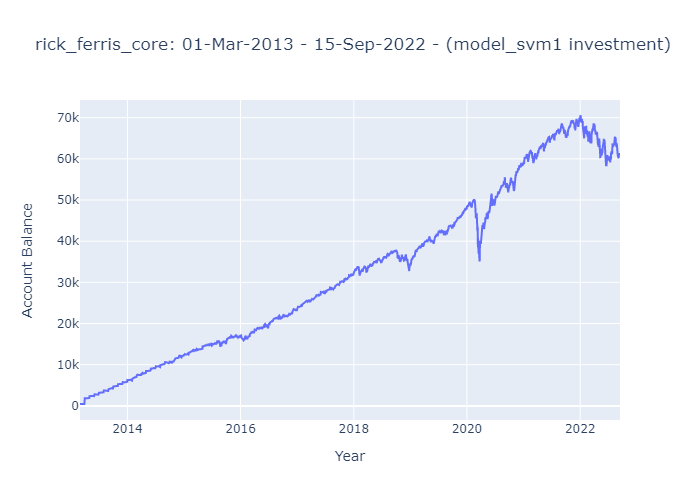 rick_ferris_core: 01-Mar-2013 - 15-Sep-2022 - (model_svm1 investment)
Account Balance
70k
60k
50k
40k
30k
20k
10k
0
2014 2016 2018 2020 2022
Year